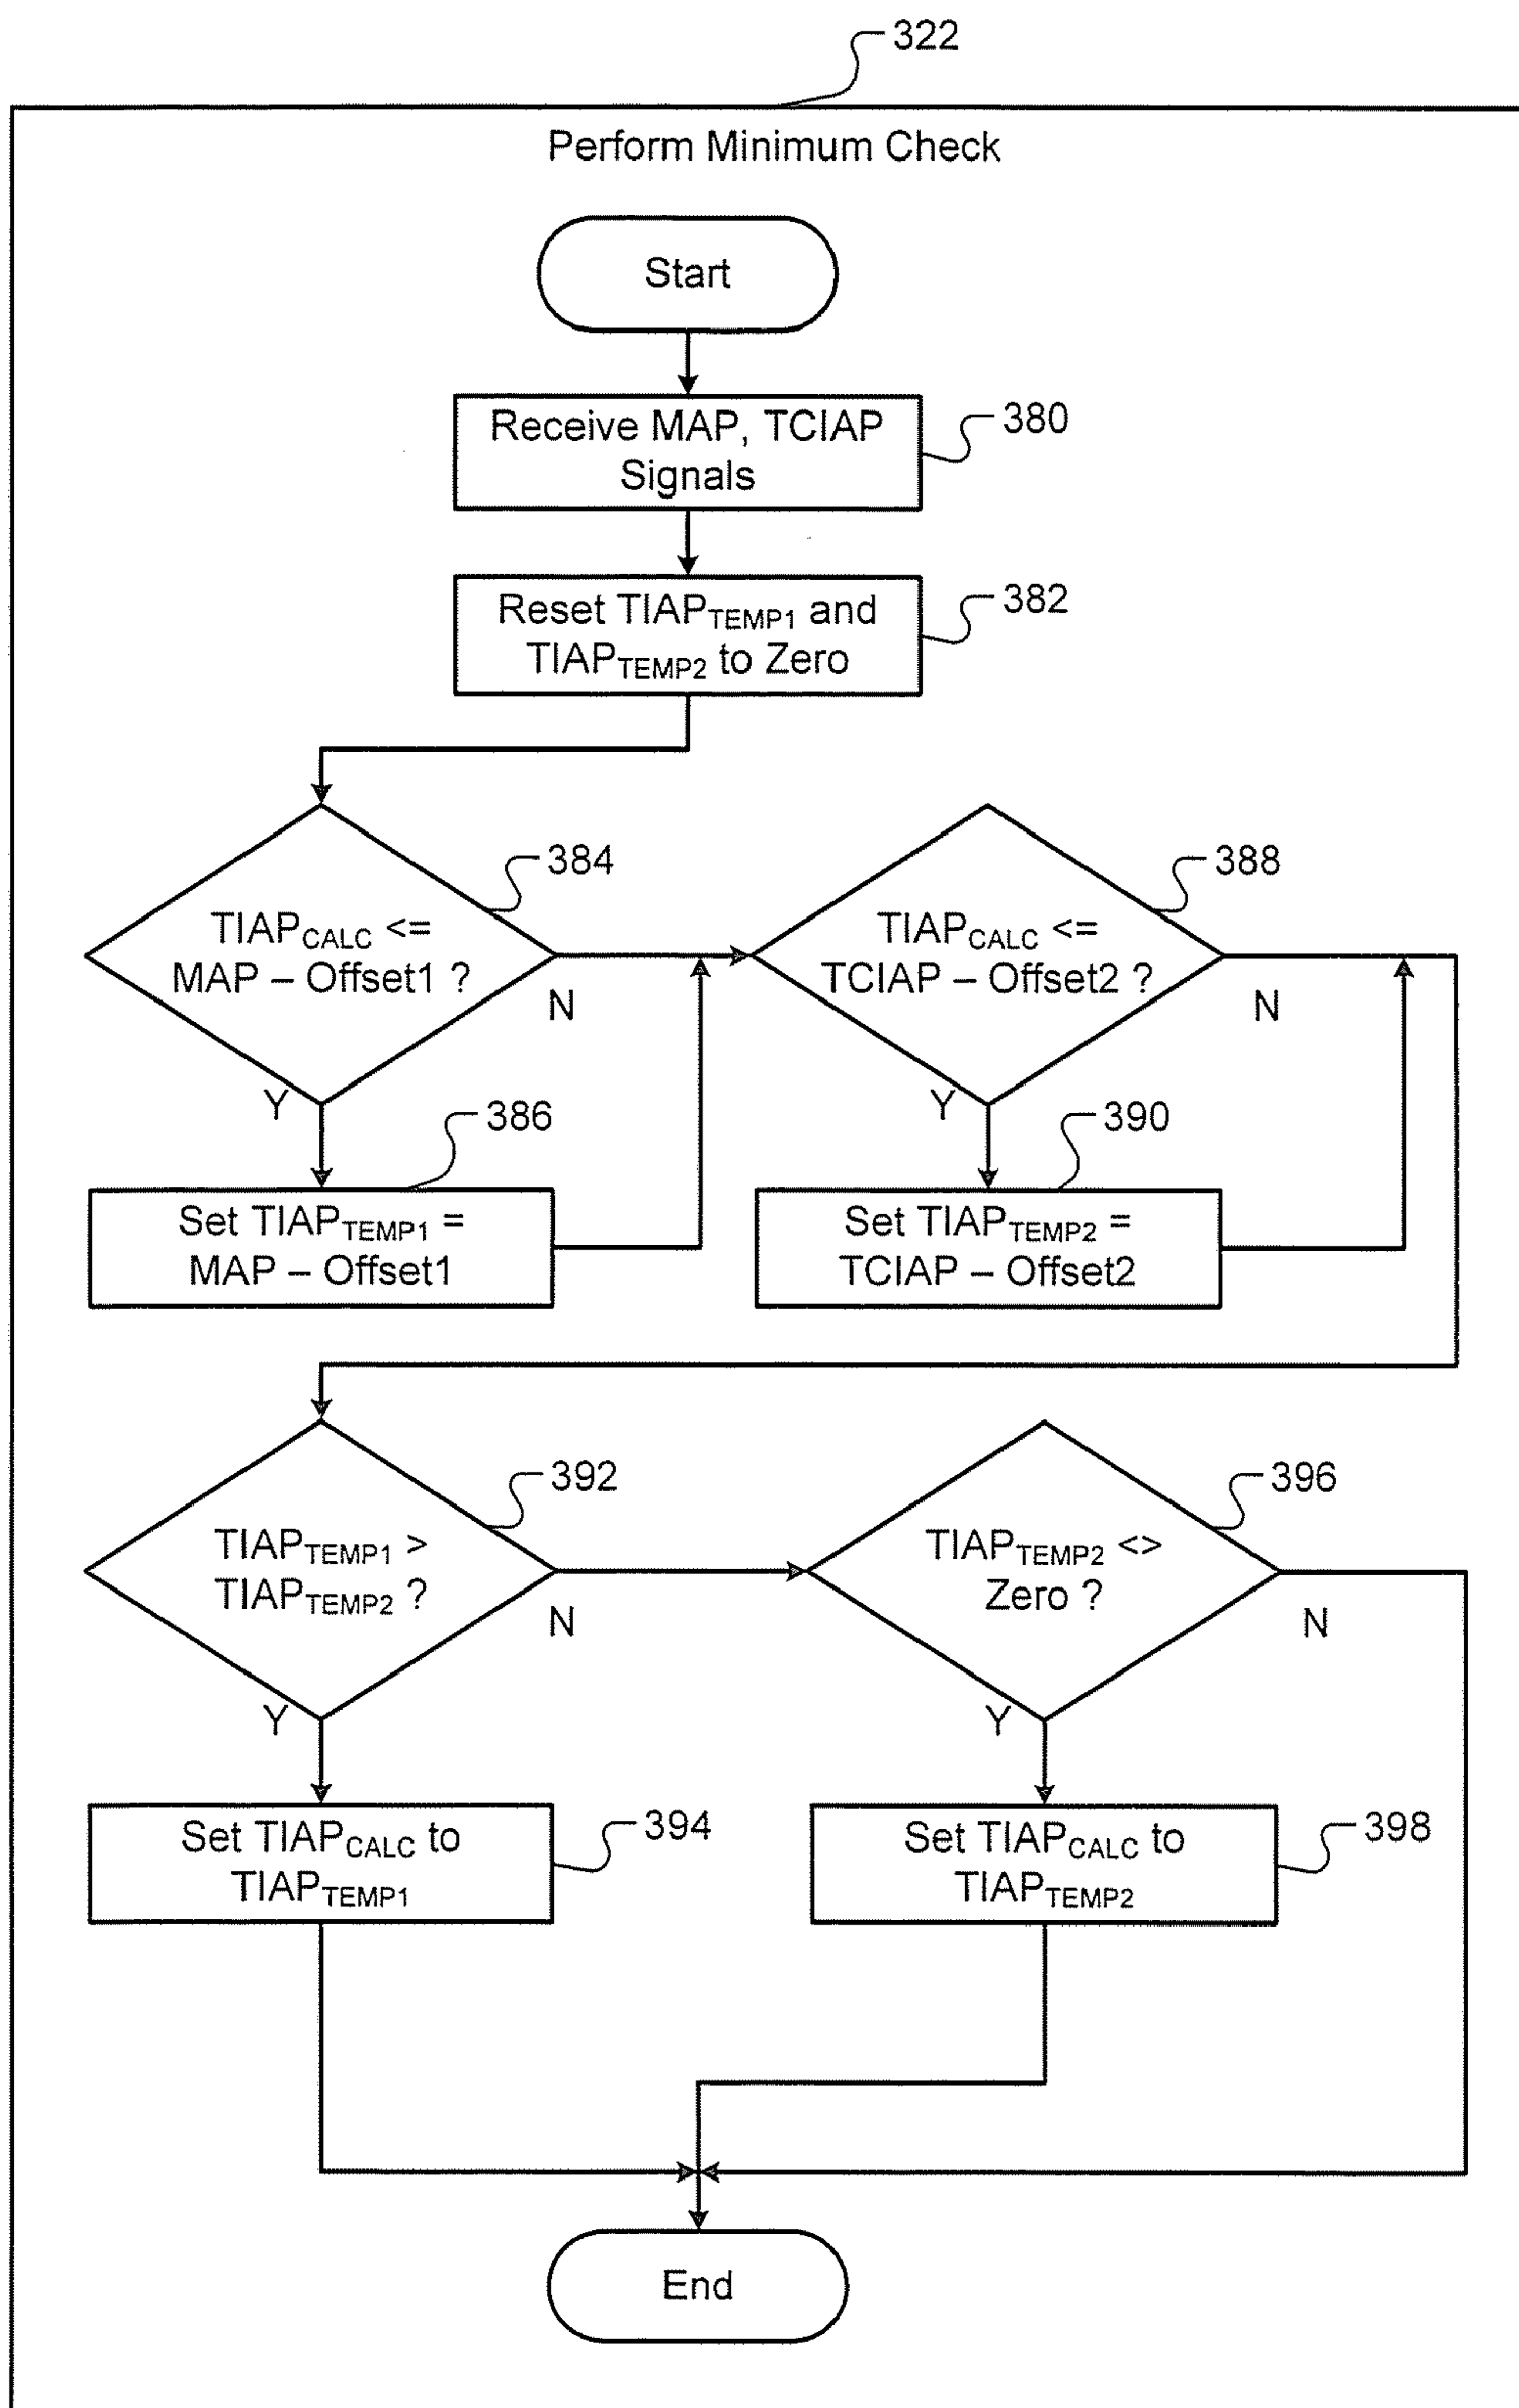 322
Perform Minimum Check
Start
Receive MAP, TCIAP
Signals
380
Reset TIAPTEMP1 and
TIAPTEMP2 to Zero
382
384
TIAPCALC <=
MAP – Offset1 ?
N
Y
388
TIAPCALC <=
TCIAP – Offset2 ?
N
Y
386
Set TIAPTEMP1 =
MAP – Offset1
390
Set TIAPTEMP2 =
TCIAP – Offset2
392
TIAPTEMP1 >
TIAPTEMP2 ?
N
Y
396
TIAPTEMP2 <>
Zero ?
N
Y
Set TIAPCALC to
TIAPTEMP1
394
Set TIAPCALC to
TIAPTEMP2
398
End